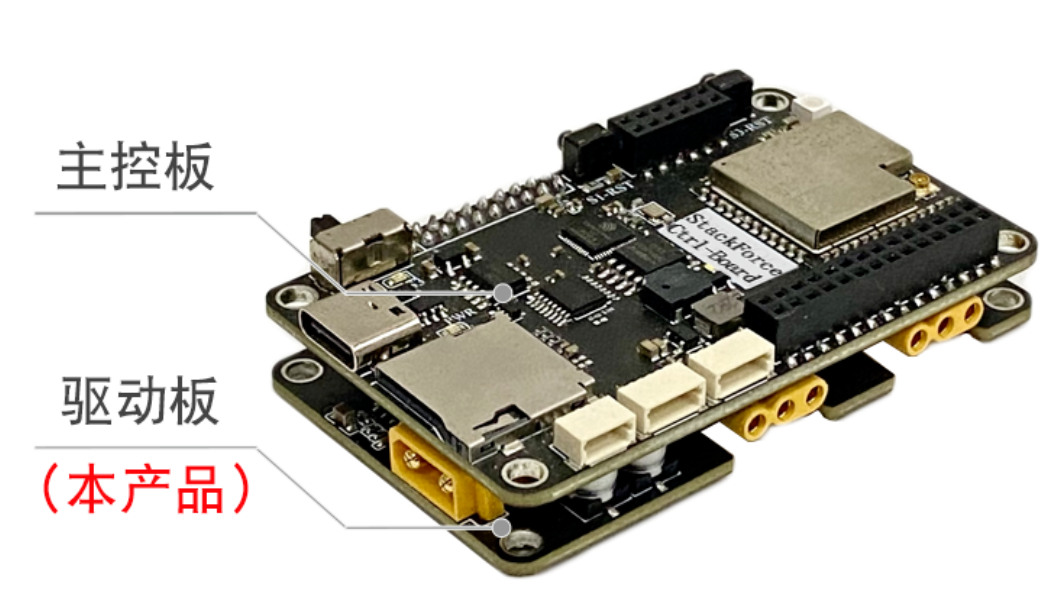 主控板
S3-RST
S1-RST
StackForce
Ctrl-Board
驱动板
PWR
（本产品）